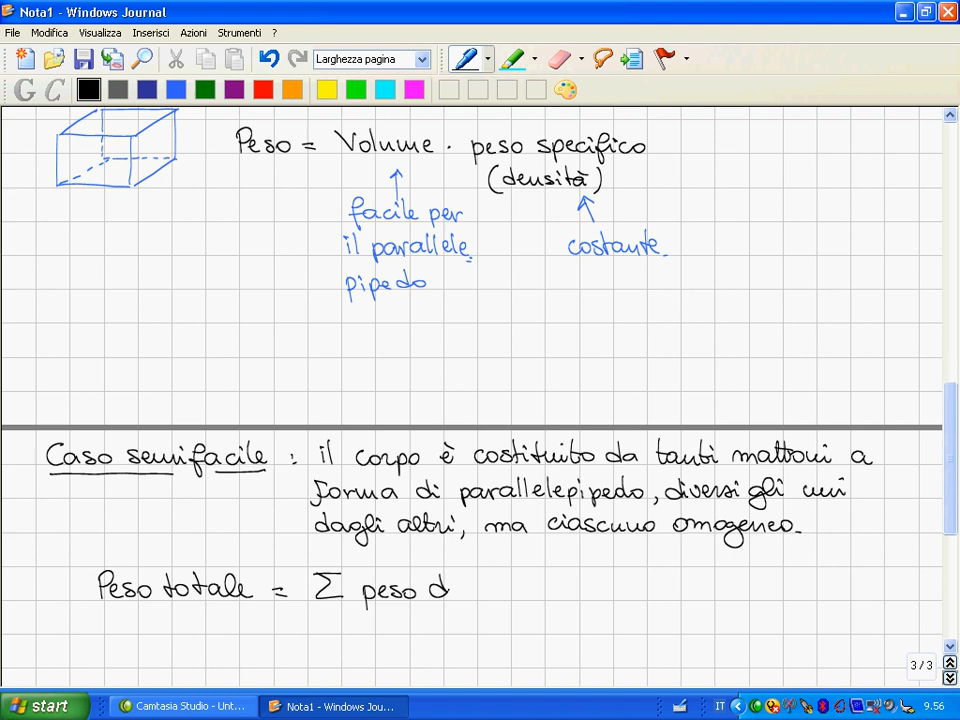 Nota1 - Windows Journal
File Modifica Visualizza Inserisci Azioni Strumenti ?
Larghezza pagina
G C
Peso = Volume · peso specifico
(densità)
facile per
il parallele_
pipedo
costante.
Caso semifacile : il corpo è costituito da tanti mattoni a
forma di parallelepipedo, diversi gli uni
dagli altri, ma ciascuno omogeneo.
Peso totale = Σ peso d
3 / 3
start Camtasia Studio - Unt... Nota1 - Windows Jou... IT 9.56